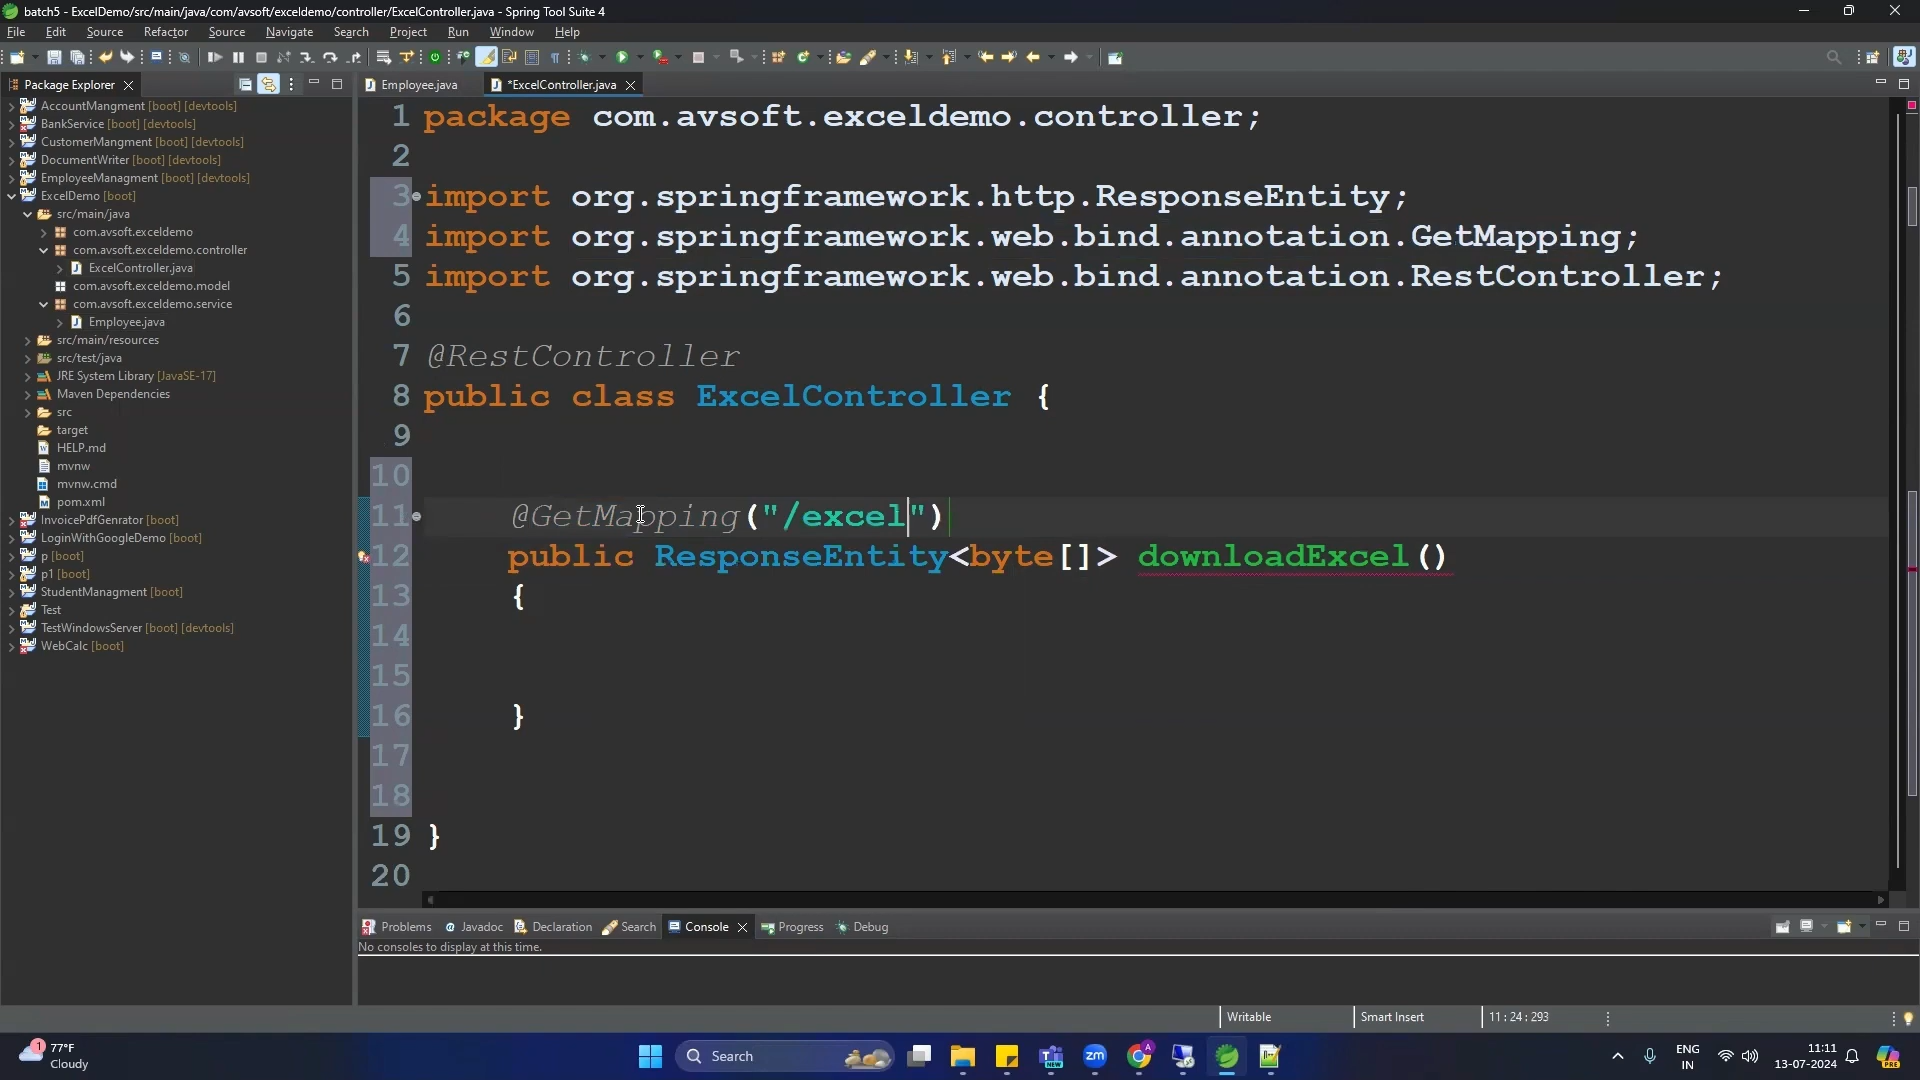 batch5 - ExcelDemo/src/main/java/com/avsoft/exceldemo/controller/ExcelController.java - Spring Tool Suite 4
File Edit Source Refactor Source Navigate Search Project Run Window Help
Package Explorer
AccountMangment [boot] [devtools]
BankService [boot] [devtools]
CustomerMangment [boot] [devtools]
DocumentWriter [boot] [devtools]
EmployeeManagment [boot] [devtools]
ExcelDemo [boot]
src/main/java
com.avsoft.exceldemo
com.avsoft.exceldemo.controller
ExcelController.java
com.avsoft.exceldemo.model
com.avsoft.exceldemo.service
Employee.java
src/main/resources
src/test/java
JRE System Library [JavaSE-17]
Maven Dependencies
src
target
HELP.md
mvnw
mvnw.cmd
pom.xml
InvoicePdfGenrator [boot]
LoginWithGoogleDemo [boot]
p [boot]
p1 [boot]
StudentManagment [boot]
Test
TestWindowsServer [boot] [devtools]
WebCalc [boot]
Employee.java *ExcelController.java
1 package com.avsoft.exceldemo.controller;
2
3 import org.springframework.http.ResponseEntity;
4 import org.springframework.web.bind.annotation.GetMapping;
5 import org.springframework.web.bind.annotation.RestController;
6
7 @RestController
8 public class ExcelController {
9
10
11 @GetMapping("/excel")
12 public ResponseEntity<byte[]> downloadExcel()
13 {
14
15
16 }
17
18
19 }
20
Problems Javadoc Declaration Search Console Progress Debug
No consoles to display at this time.
Writable Smart Insert 11 : 24 : 293
1 77°F
Cloudy
Search
NEW
zm
A
ENG
IN
11:11
13-07-2024
PRE